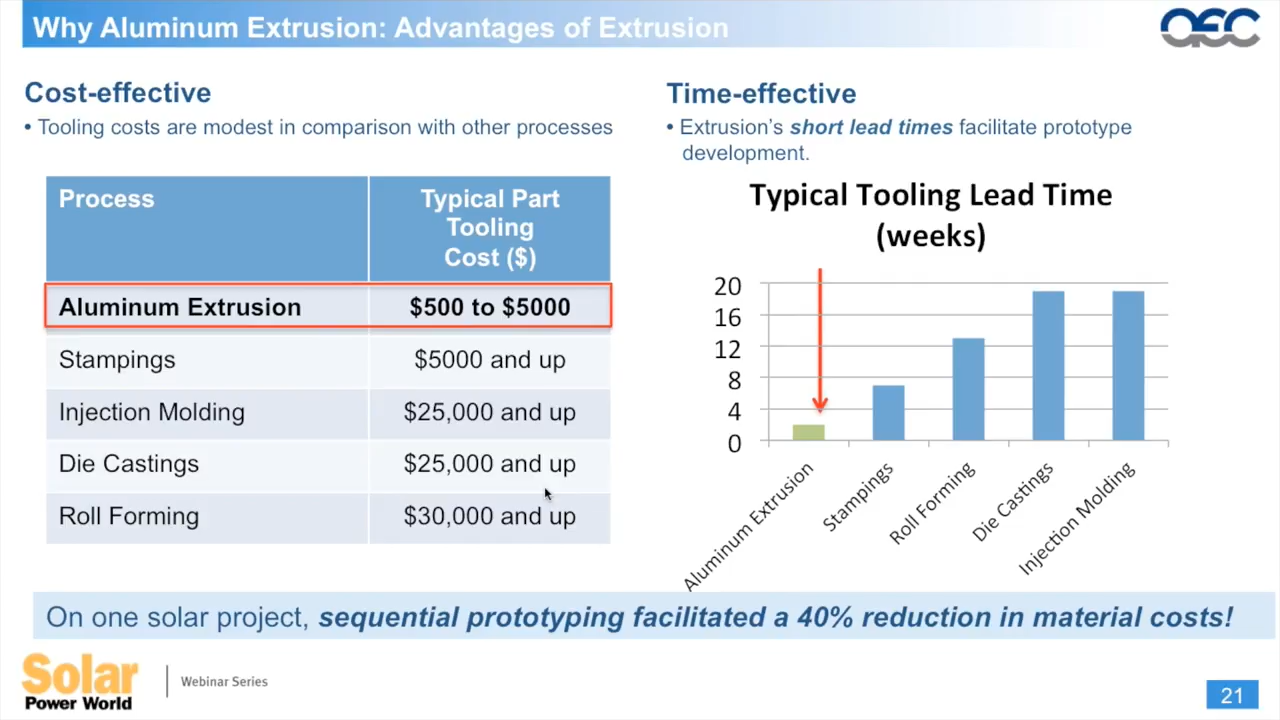 Why Aluminum Extrusion: Advantages of Extrusion
aec
Cost-effective
• Tooling costs are modest in comparison with other processes
Process
Typical Part
Tooling
Cost ($)
Aluminum Extrusion
$500 to $5000
Stampings
$5000 and up
Injection Molding
$25,000 and up
Die Castings
$25,000 and up
Roll Forming
$30,000 and up
Time-effective
• Extrusion's short lead times facilitate prototype
development.
Typical Tooling Lead Time
(weeks)
20
16
12
8
4
0
Aluminum Extrusion
Stampings
Roll Forming
Die Castings
Injection Molding
On one solar project, sequential prototyping facilitated a 40% reduction in material costs!
Solar
Power World
Webinar Series
21